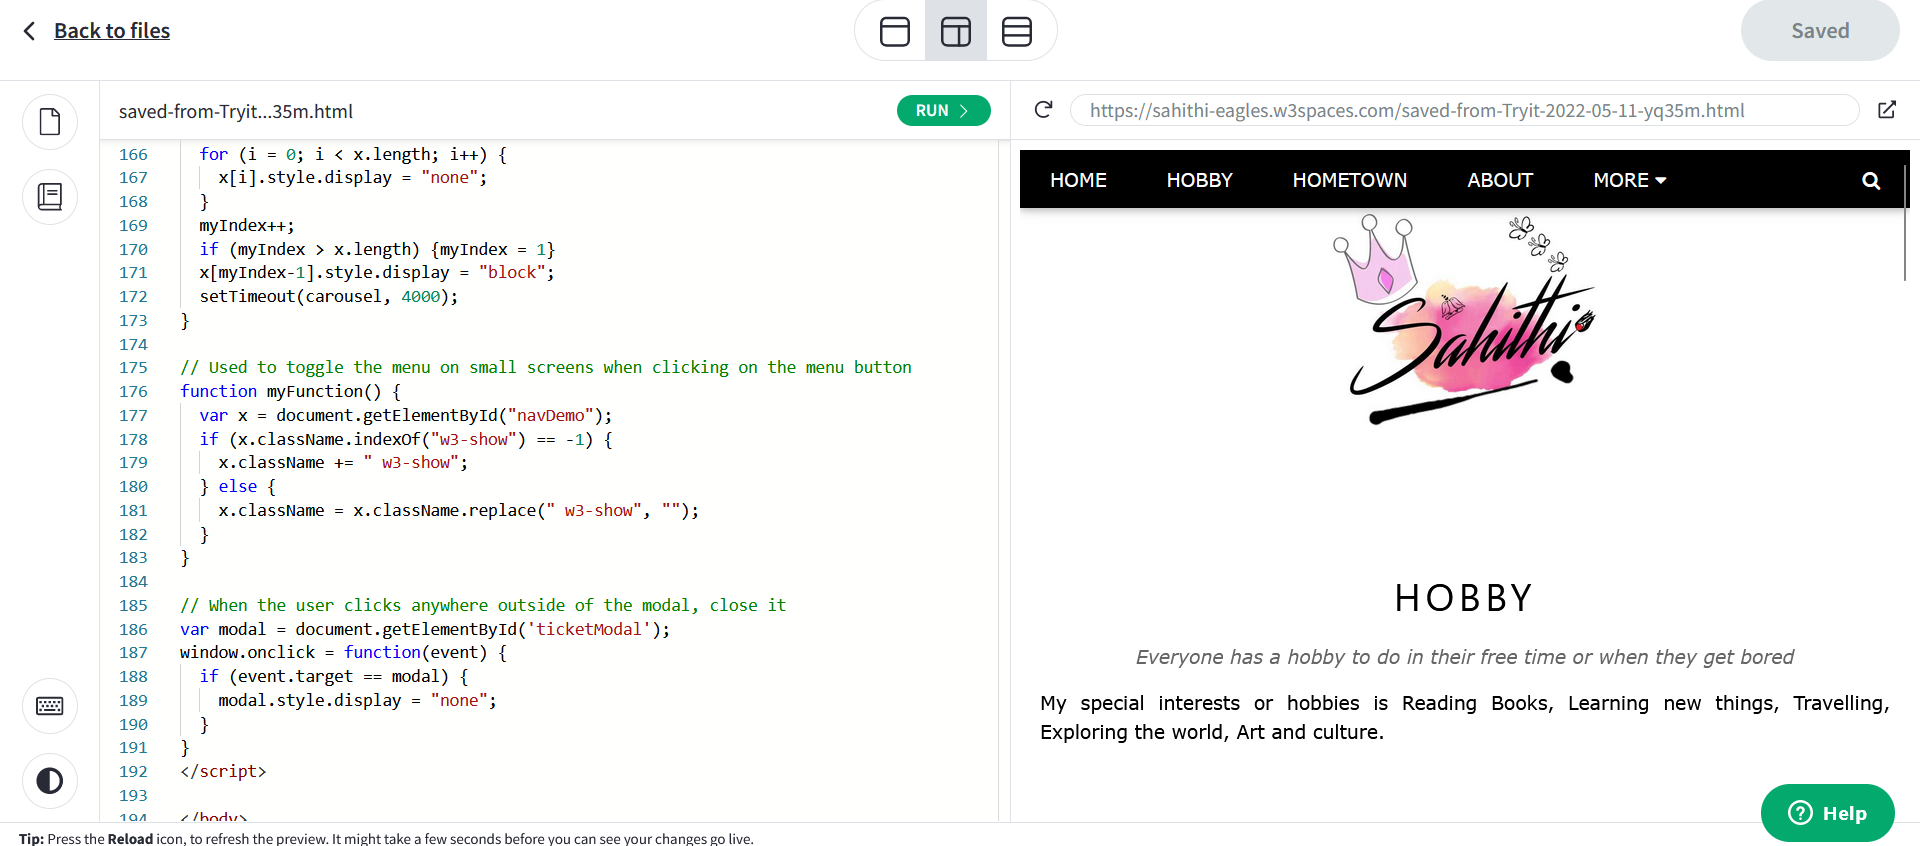 Back to files
Saved
saved-from-Tryit...35m.html
RUN
166 for (i = 0; i < x.length; i++) {
167 x[i].style.display = "none";
168 }
169 myIndex++;
170 if (myIndex > x.length) {myIndex = 1}
171 x[myIndex-1].style.display = "block";
172 setTimeout(carousel, 4000);
173 }
174
175 // Used to toggle the menu on small screens when clicking on the menu button
176 function myFunction() {
177 var x = document.getElementById("navDemo");
178 if (x.className.indexOf("w3-show") == -1) {
179 x.className += " w3-show";
180 } else {
181 x.className = x.className.replace(" w3-show", "");
182 }
183 }
184
185 // When the user clicks anywhere outside of the modal, close it
186 var modal = document.getElementById('ticketModal');
187 window.onclick = function(event) {
188 if (event.target == modal) {
189 modal.style.display = "none";
190 }
191 }
192 </script>
193
194 </body>
https://sahithi-eagles.w3spaces.com/saved-from-Tryit-2022-05-11-yq35m.html
HOME HOBBY HOMETOWN ABOUT MORE
Sahithi
HOBBY
Everyone has a hobby to do in their free time or when they get bored
My special interests or hobbies is Reading Books, Learning new things, Travelling,
Exploring the world, Art and culture.
Help
Tip: Press the Reload icon, to refresh the preview. It might take a few seconds before you can see your changes go live.